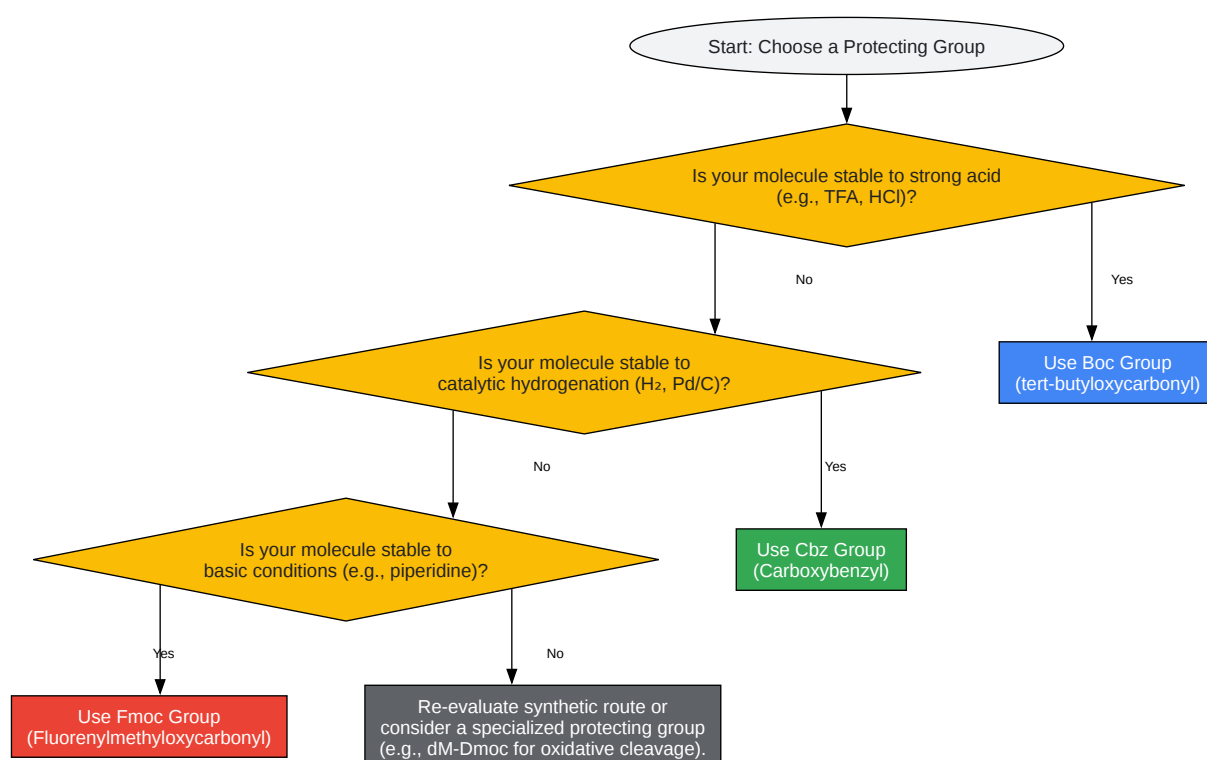 Start: Choose a Protecting Group
Is your molecule stable to strong acid
(e.g., TFA, HCl)?
No
Yes
Is your molecule stable to
catalytic hydrogenation (H₂, Pd/C)?
Use Boc Group
(tert-butyloxycarbonyl)
No
Yes
Is your molecule stable to
basic conditions (e.g., piperidine)?
Use Cbz Group
(Carboxybenzyl)
Yes
No
Use Fmoc Group
(Fluorenylmethyloxycarbonyl)
Re-evaluate synthetic route or
consider a specialized protecting group
(e.g., dM-Dmoc for oxidative cleavage).